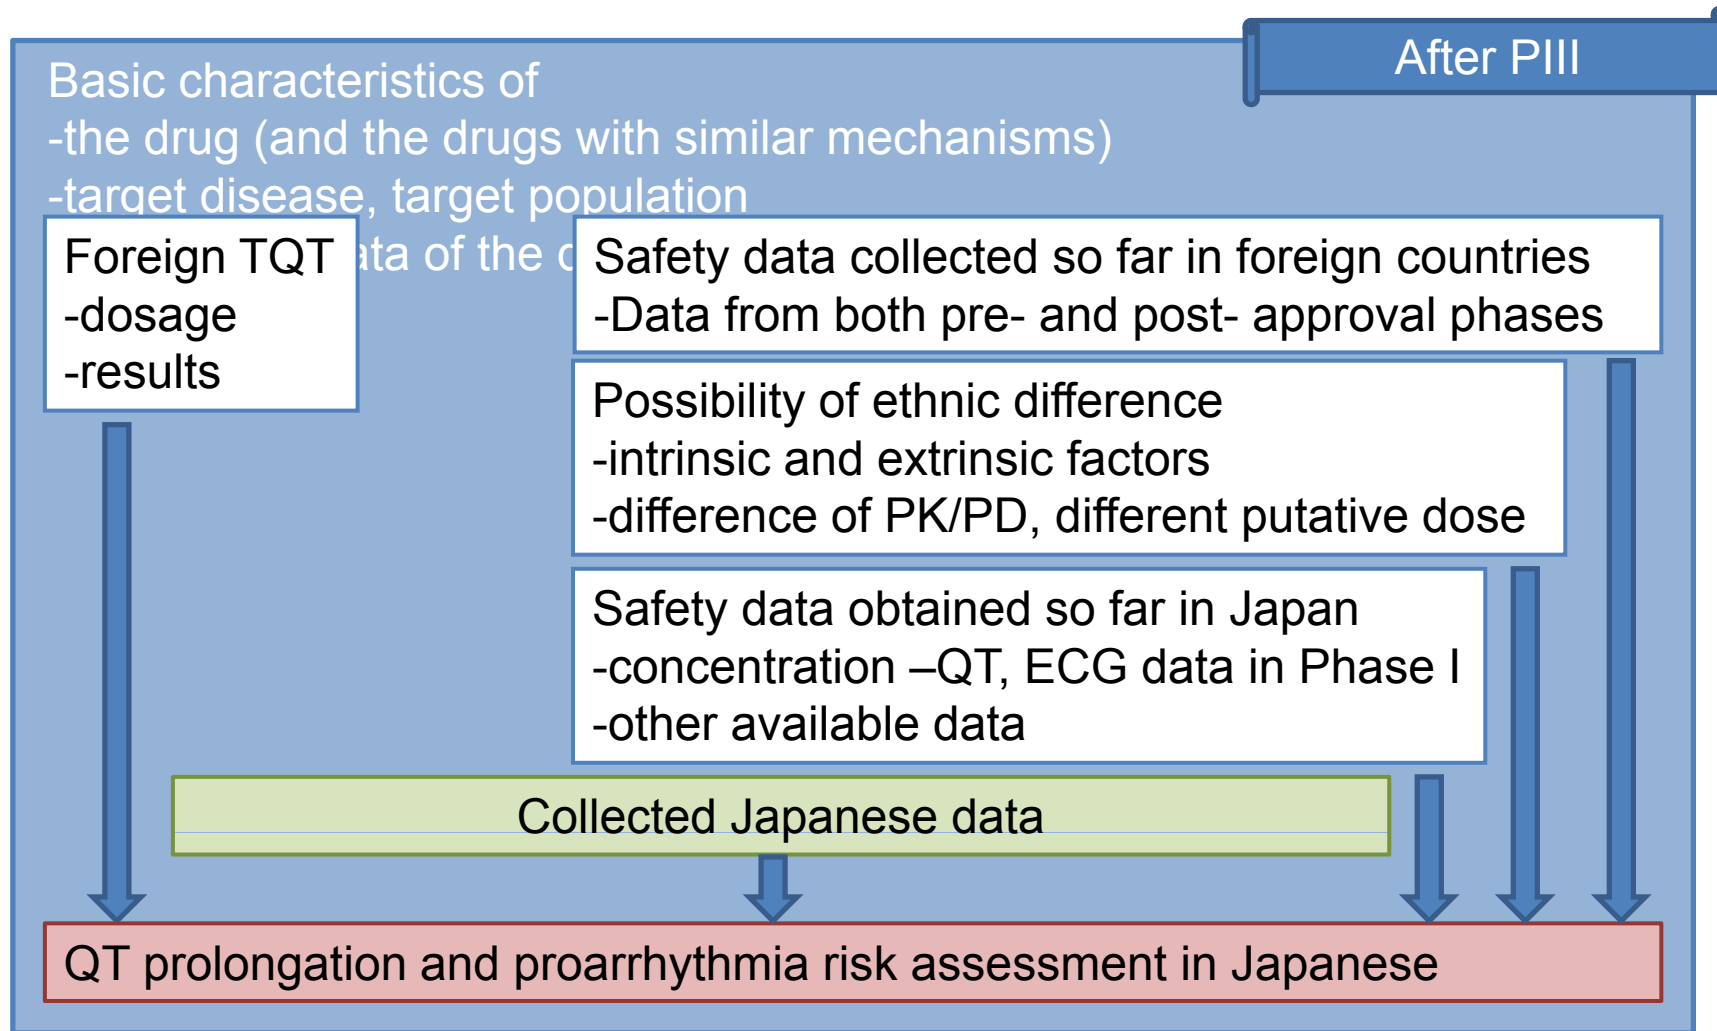 After PIII
Basic characteristics of
-the drug (and the drugs with similar mechanisms)
-target disease, target population
of the
Foreign TQT
-dosage
-results
Safety data collected so far in foreign countries
-Data from both pre- and post- approval phases
Possibility of ethnic difference
-intrinsic and extrinsic factors
-difference of PK/PD, different putative dose
Safety data obtained so far in Japan
-concentration –QT, ECG data in Phase I
-other available data
Collected Japanese data
QT prolongation and proarrhythmia risk assessment in Japanese